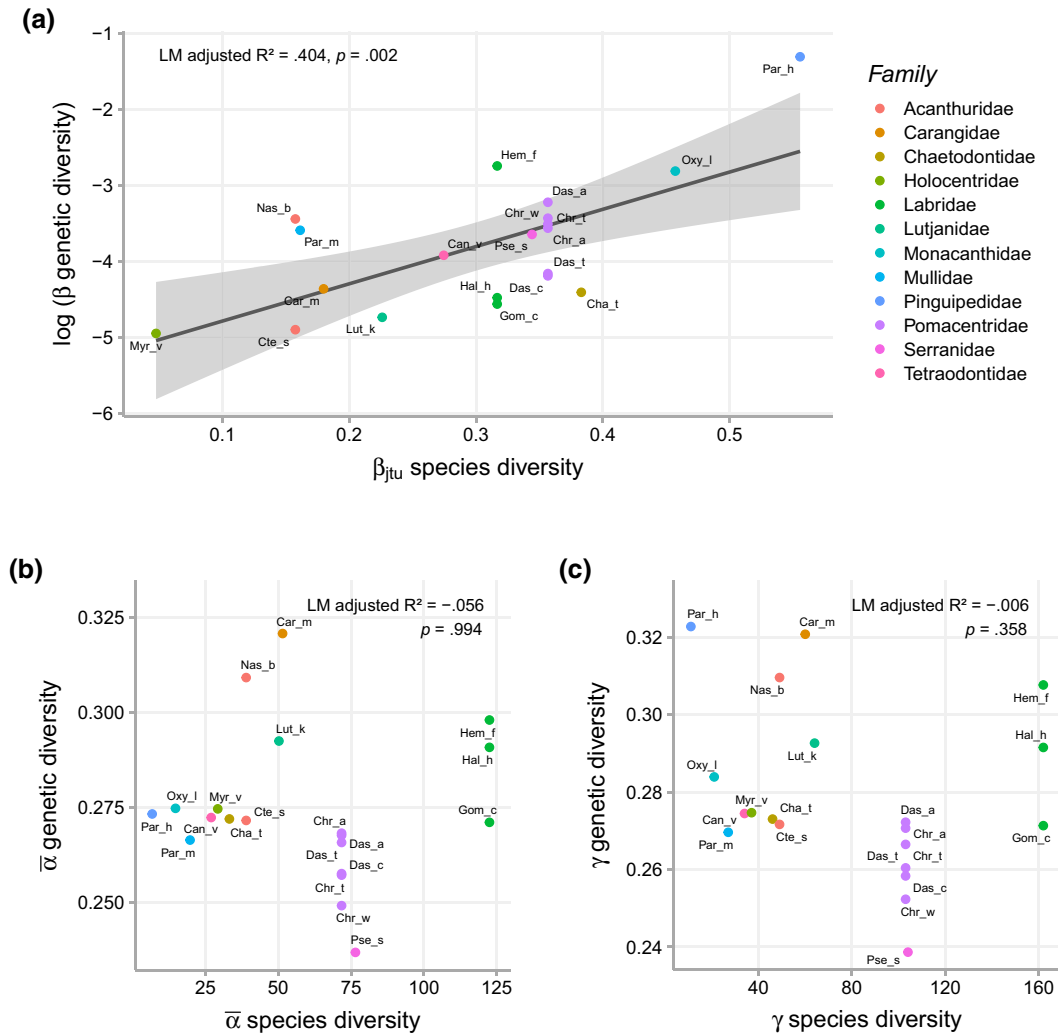 (a)
LM adjusted R² = .404, p = .002
log (β genetic diversity)
−1
−2
−3
−4
−5
−6
Par_h
Oxy_l
Hem_f
Das_a
Nas_b
Par_m
Chr_w
Chr_t
Can_v
Pse_s
Chr_a
Das_t
Car_m
Hal_h
Das_c
Cha_t
Gom_c
Lut_k
Cte_s
Myr_v
0.1 0.2 0.3 0.4 0.5
βjtu species diversity
Family
Acanthuridae
Carangidae
Chaetodontidae
Holocentridae
Labridae
Lutjanidae
Monacanthidae
Mullidae
Pinguipedidae
Pomacentridae
Serranidae
Tetraodontidae
(b)
LM adjusted R² = −.056
p = .994
α̅ genetic diversity
0.325
0.300
0.275
0.250
Car_m
Nas_b
Lut_k
Hem_f
Hal_h
Oxy_l
Myr_v
Cte_s
Gom_c
Par_h
Can_v
Cha_t
Chr_a
Par_m
Das_a
Das_t
Das_c
Chr_t
Chr_w
Pse_s
25 50 75 100 125
α̅ species diversity
(c)
LM adjusted R² = −.006
p = .358
γ genetic diversity
0.32
0.30
0.28
0.26
0.24
Par_h
Car_m
Nas_b
Hem_f
Lut_k
Hal_h
Oxy_l
Myr_v
Cha_t
Can_v
Das_a
Par_m
Cte_s
Chr_a
Gom_c
Das_t
Chr_t
Das_c
Chr_w
Pse_s
40 80 120 160
γ species diversity